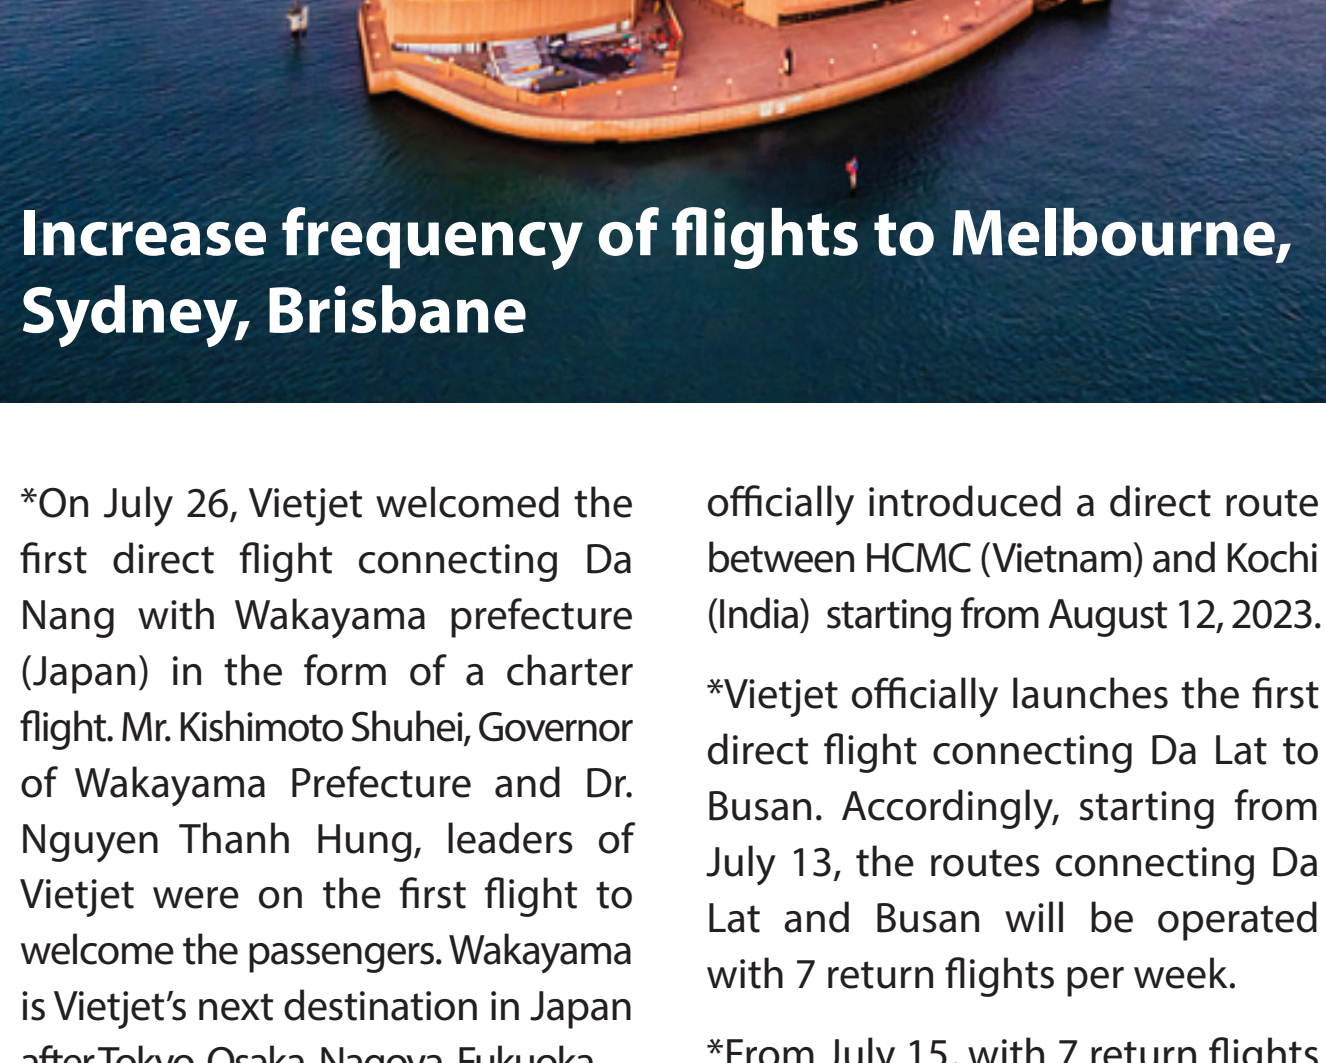 Increase frequency of flights to Melbourne,
Sydney, Brisbane
*On July 26, Vietjet welcomed the
first direct flight connecting Da
Nang with Wakayama prefecture
(Japan) in the form of a charter
flight. Mr. Kishimoto Shuhei, Governor
of Wakayama Prefecture and Dr.
Nguyen Thanh Hung, leaders of
Vietjet were on the first flight to
welcome the passengers. Wakayama
is Vietjet’s next destination in Japan
after Tokyo, Osaka, Nagoya, Fukuoka...
officially introduced a direct route
between HCMC (Vietnam) and Kochi
(India) starting from August 12, 2023.
*Vietjet officially launches the first
direct flight connecting Da Lat to
Busan. Accordingly, starting from
July 13, the routes connecting Da
Lat and Busan will be operated
with 7 return flights per week.
*From July 15, with 7 return flights